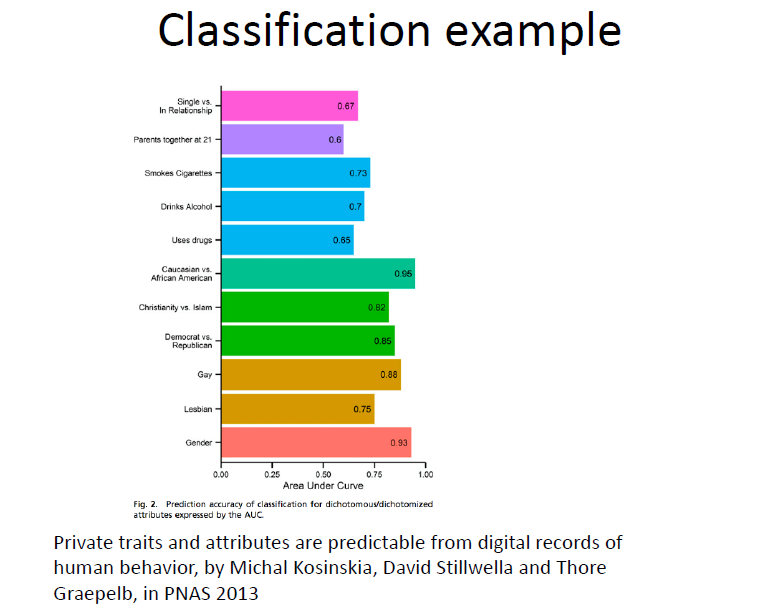 Classification example
Single vs.
In Relationship
0.67
Parents together at 21
0.6
Smokes Cigarettes
0.73
Drinks Alcohol
0.7
Uses drugs
0.65
Caucasian vs.
African American
0.95
Christianity vs. Islam
0.82
Democrat vs.
Republican
0.85
Gay
0.88
Lesbian
0.75
Gender
0.93
0.00 0.25 0.50 0.75 1.00
Area Under Curve
Fig. 2. Prediction accuracy of classification for dichotomous/dichotomized
attributes expressed by the AUC.
Private traits and attributes are predictable from digital records of
human behavior, by Michal Kosinskia, David Stillwella and Thore
Graepelb, in PNAS 2013